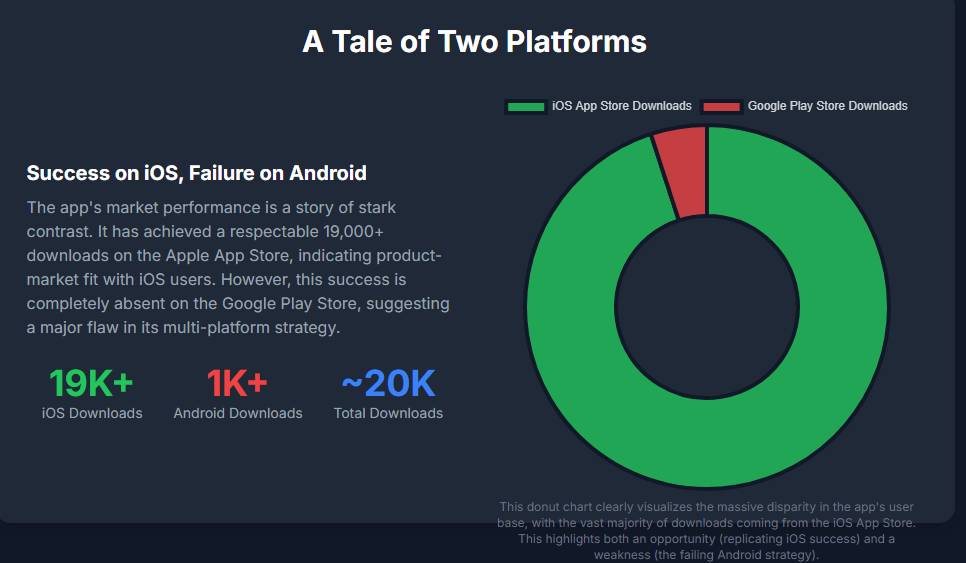 A Tale of Two Platforms
Success on iOS, Failure on Android
The app's market performance is a story of stark
contrast. It has achieved a respectable 19,000+
downloads on the Apple App Store, indicating product-
market fit with iOS users. However, this success is
completely absent on the Google Play Store, suggesting
a major flaw in its multi-platform strategy.
19K+
iOS Downloads
1K+
Android Downloads
~20K
Total Downloads
iOS App Store Downloads
Google Play Store Downloads
This donut chart clearly visualizes the massive disparity in the app's user
base, with the vast majority of downloads coming from the iOS App Store.
This highlights both an opportunity (replicating iOS success) and a
weakness (the failing Android strategy).